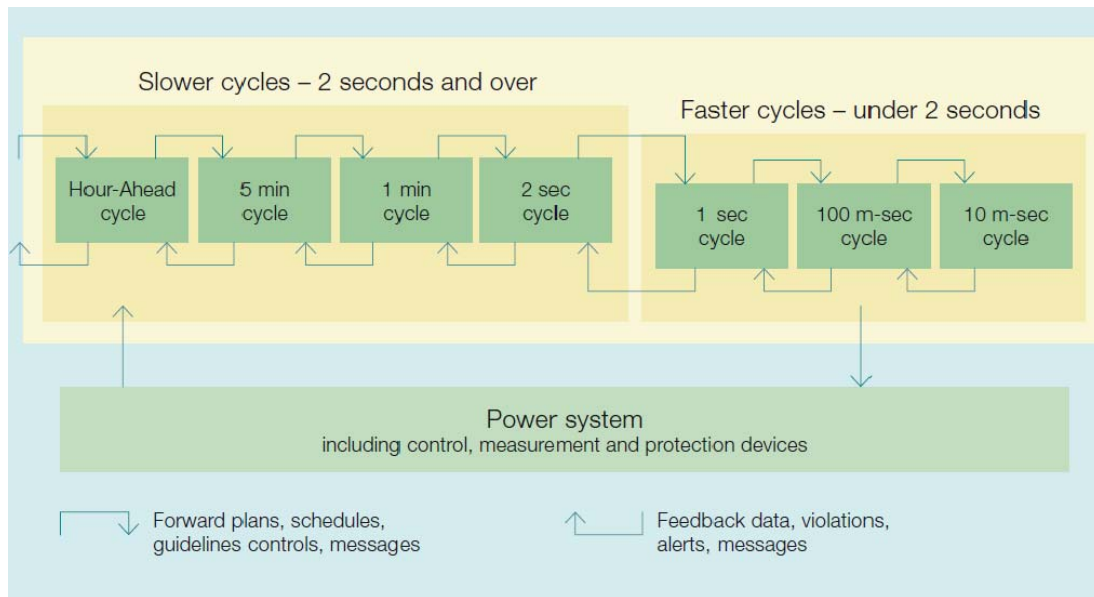 Slower cycles – 2 seconds and over
Faster cycles – under 2 seconds
Hour-Ahead
cycle
5 min
cycle
1 min
cycle
2 sec
cycle
1 sec
cycle
100 m-sec
cycle
10 m-sec
cycle
Power system
including control, measurement and protection devices
Forward plans, schedules,
guidelines controls, messages
Feedback data, violations,
alerts, messages